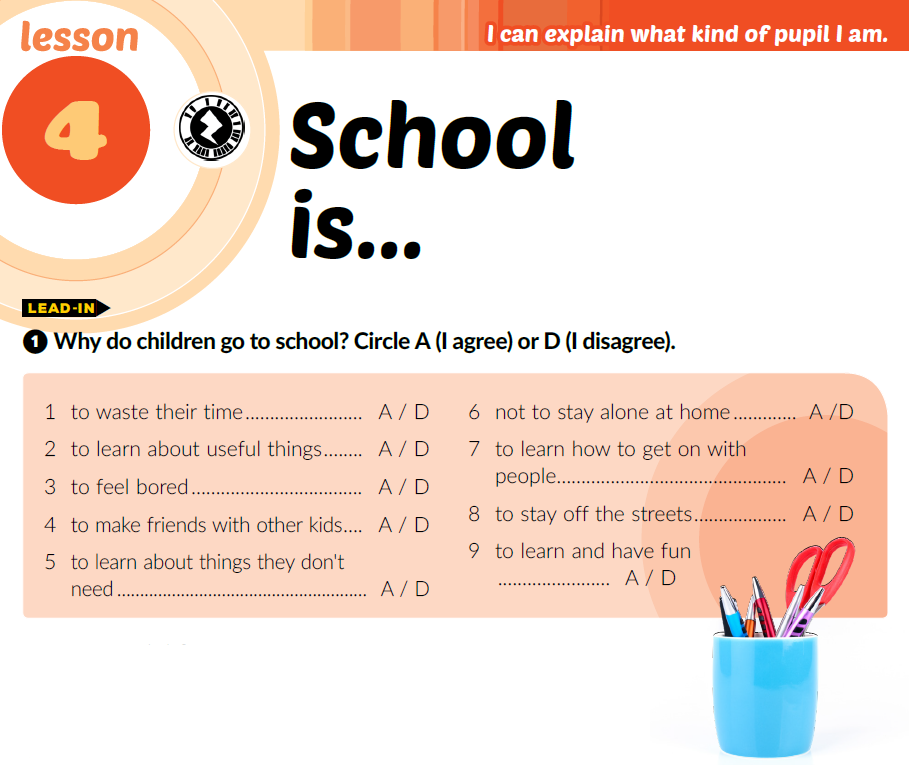 lesson
4
I can explain what kind of pupil I am.
School
is...
LEAD-IN
1 Why do children go to school? Circle A (I agree) or D (I disagree).
1 to waste their time........................ A / D
2 to learn about useful things........ A / D
3 to feel bored................................... A / D
4 to make friends with other kids.... A / D
5 to learn about things they don't
need................................................... A / D
6 not to stay alone at home............. A /D
7 to learn how to get on with
people............................................... A / D
8 to stay off the streets................... A / D
9 to learn and have fun
....................... A / D